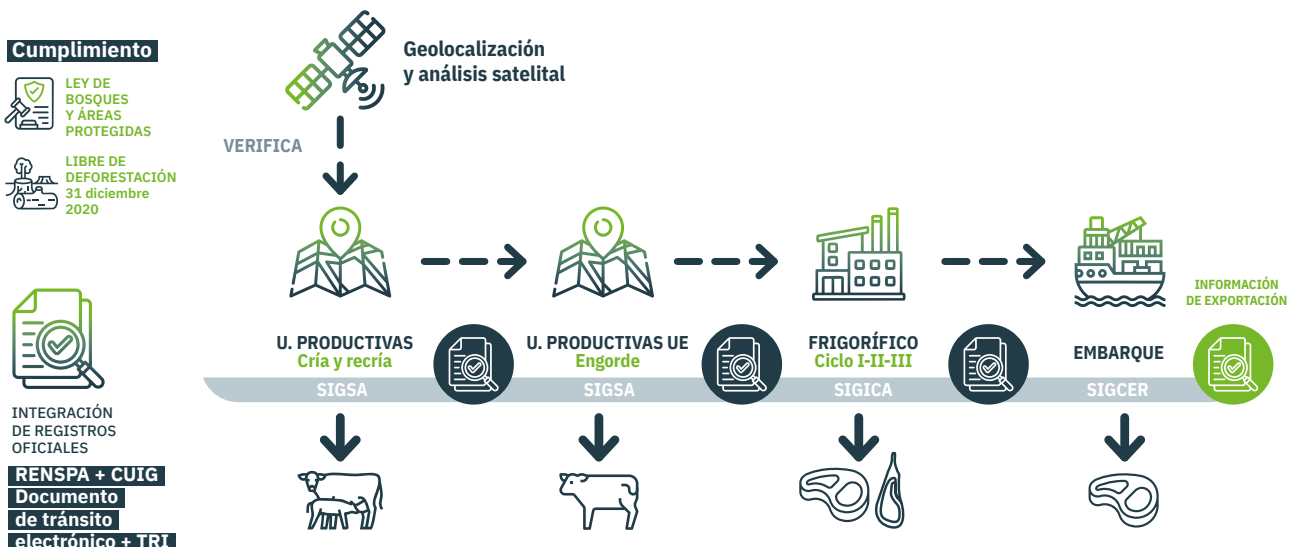 Cumplimiento
LEY DE
BOSQUES
Y ÁREAS
PROTEGIDAS
LIBRE DE
DEFORESTACIÓN
31 diciembre
2020
INTEGRACIÓN
DE REGISTROS
OFICIALES
RENSPA + CUIG
Documento
de tránsito
electrónico + TRI
Geolocalización
y análisis satelital
VERIFICA
U. PRODUCTIVAS
Cría y recría
SIGSA
U. PRODUCTIVAS UE
Engorde
SIGSA
FRIGORÍFICO
Ciclo I-II-III
SIGICA
EMBARQUE
SIGCER
INFORMACIÓN
DE EXPORTACIÓN